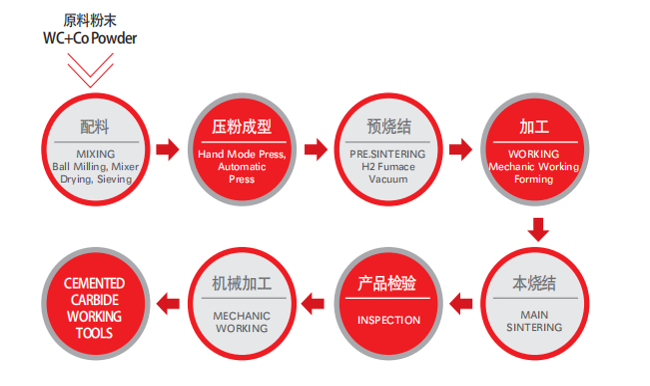 原料粉末
WC+Co Powder
配料
MIXING
Ball Milling, Mixer
Drying, Sieving
压粉成型
Hand Mode Press,
Automatic
Press
预烧结
PRE.SINTERING
H2 Furnace
Vacuum
加工
WORKING
Mechanic Working
Forming
本烧结
MAIN
SINTERING
产品检验
INSPECTION
机械加工
MECHANIC
WORKING
CEMENTED
CARBIDE
WORKING
TOOLS